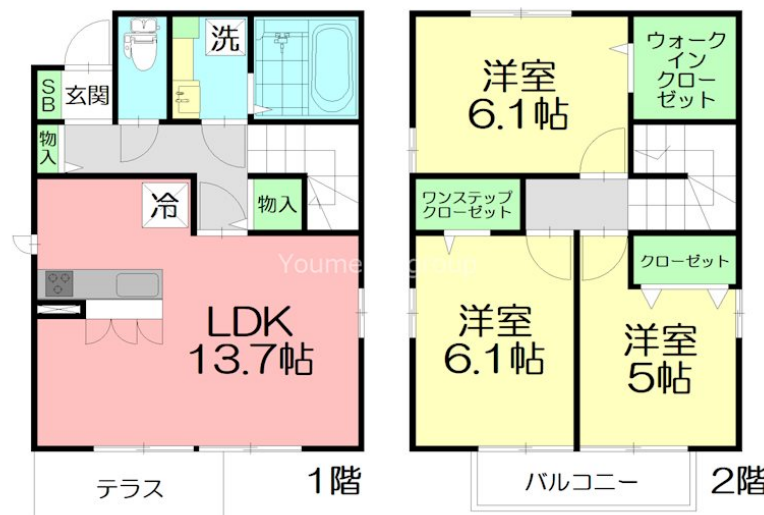 洗
SB
玄関
物入
冷
物入
LDK
13.7帖
テラス
1階
洋室
6.1帖
ウォーク
イン
クロー
ゼット
ワンステップ
クローゼット
クローゼット
洋室
6.1帖
洋室
5帖
バルコニー
2階